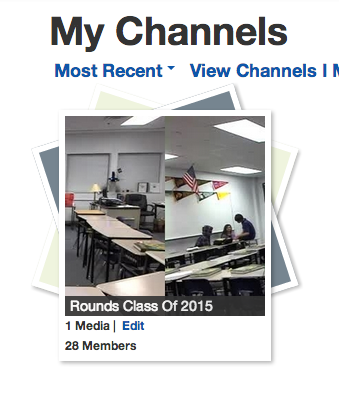 My Channels
Most Recent View Channels I M
Rounds Class Of 2015
1 Media | Edit
28 Members